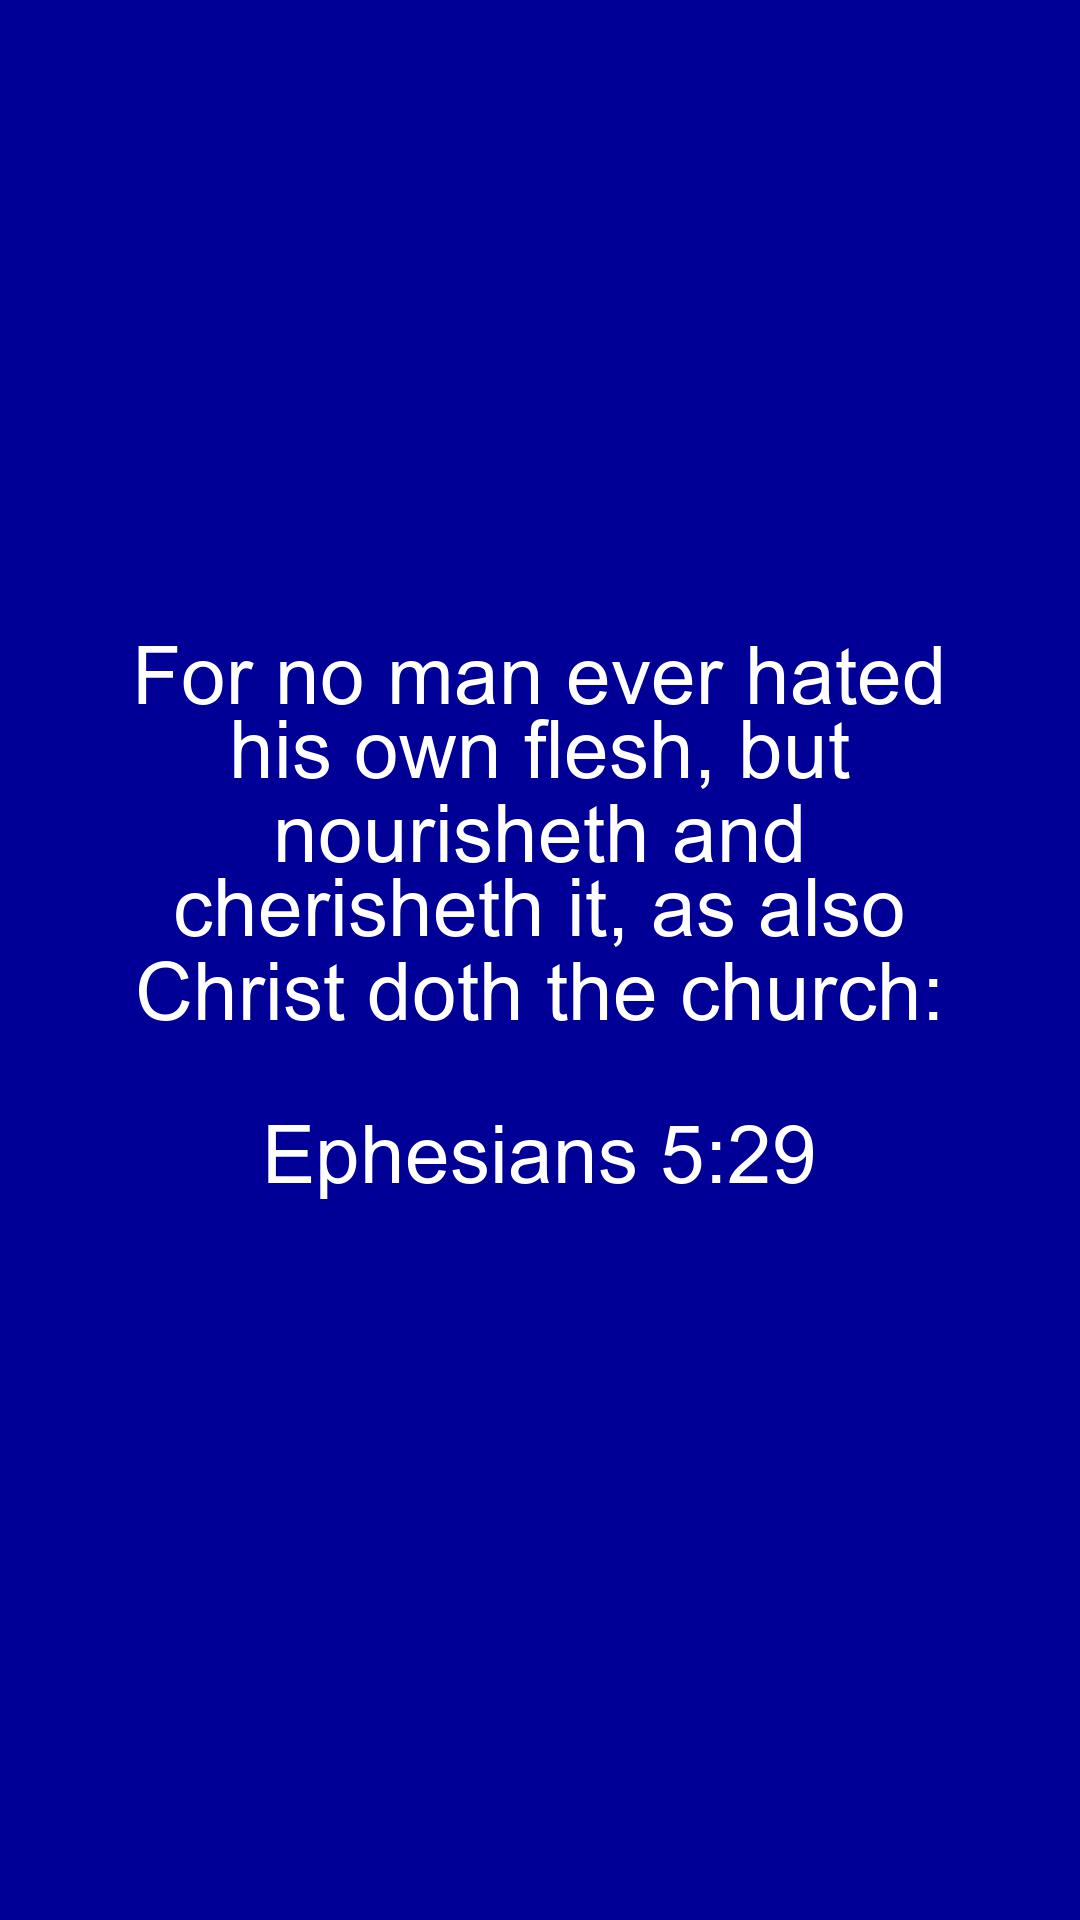 For no man ever hated
his own flesh, but
nourisheth and
cherisheth it, as also
Christ doth the church:
Ephesians 5:29